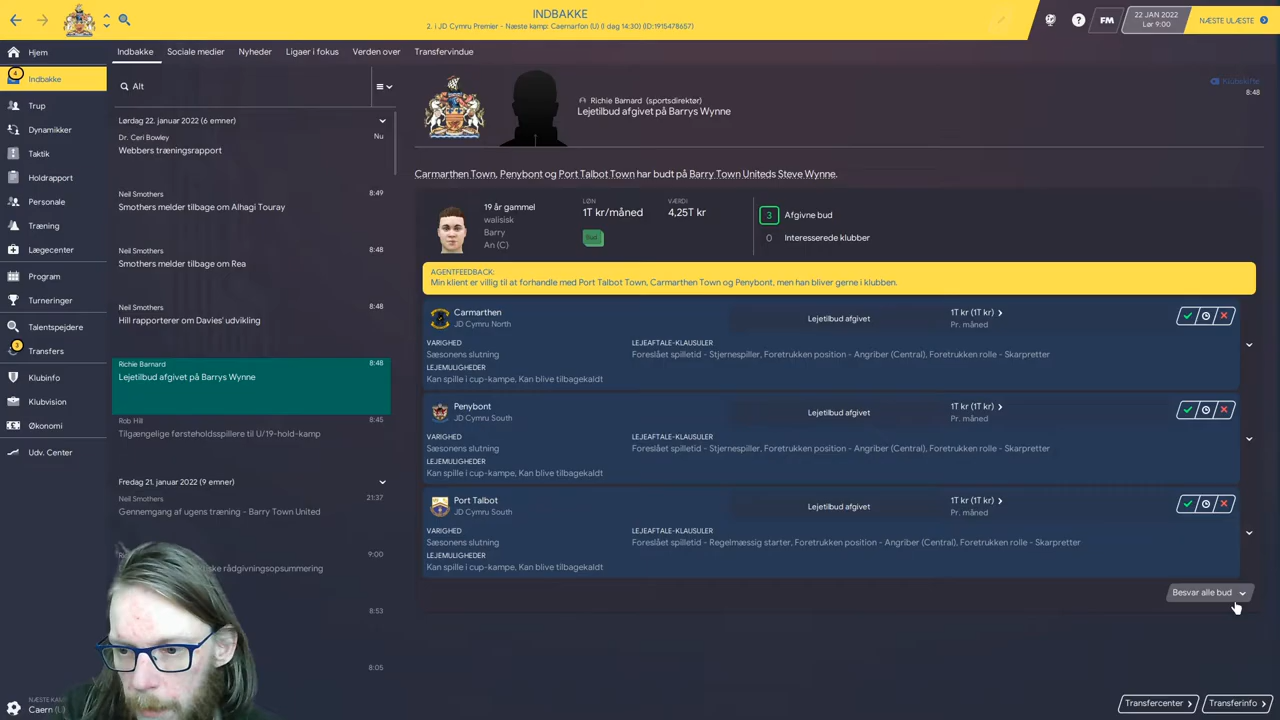 INDBAKKE
2. i JD Cymru Premier - Næste kampe: Caernarfon (U) (I dag 14:30) (ID:1915478657)
FM
22 JAN 2022
Lør 9:00
NÆSTE ULÆSTE
Hjem
4
Indbakke
Trup
Dynamikker
Taktik
Holdrapport
Personale
Træning
Lægecenter
Program
Turneringer
Talentspejdere
3
Transfers
Klubinfo
Klubvision
Økonomi
Udv. Center
Indbakke
Sociale medier
Nyheder
Ligaer i fokus
Verden over
Transfervindue
Alt
Lørdag 22. januar 2022 (6 emner)
Dr. Ceri Bowley
Nu
Webbers træningsrapport
Neil Smothers
8:49
Smothers melder tilbage om Alhagi Touray
Neil Smothers
8:48
Smothers melder tilbage om Rea
Neil Smothers
8:48
Hill rapporterer om Davies' udvikling
Richie Barnard
8:48
Lejetilbud afgivet på Barrys Wynne
Rob Hill
8:45
Tilgængelige førsteholdsspillere til U/19-hold-kamp
Fredag 21. januar 2022 (9 emner)
Neil Smothers
21:37
Gennemgang af ugens træning - Barry Town United
9:00
rådgivningsopsummering
8:53
8:05
Richie Barnard (sportsdirektør)
Lejetilbud afgivet på Barrys Wynne
8:48
Carmarthen Town, Penybont og Port Talbot Town har budt på Barry Town Uniteds Steve Wynne.
19 år gammel
walisisk
Barry
An (C)
LØN
1T kr/måned
VÆRDI
4,25T kr
Bud
3 Afgivne bud
0 Interesserede klubber
AGENTFEEDBACK:
Min klient er villig til at forhandle med Port Talbot Town, Carmarthen Town og Penybont, men han bliver gerne i klubben.
Carmarthen
JD Cymru North
Lejetilbud afgivet
1T kr (1T kr)
Pr. måned
VARIGHED
Sæsonens slutning
LEJEAFTALE-KLAUSULER
Foreslået spilletid - Stjernespiller, Foretrukken position - Angriber (Central), Foretrukken rolle - Skarpretter
LEJEMULIGHEDER
Kan spille i cup-kampe, Kan blive tilbagekaldt
Penybont
JD Cymru South
Lejetilbud afgivet
1T kr (1T kr)
Pr. måned
VARIGHED
Sæsonens slutning
LEJEAFTALE-KLAUSULER
Foreslået spilletid - Stjernespiller, Foretrukken position - Angriber (Central), Foretrukken rolle - Skarpretter
LEJEMULIGHEDER
Kan spille i cup-kampe, Kan blive tilbagekaldt
Port Talbot
JD Cymru South
Lejetilbud afgivet
1T kr (1T kr)
Pr. måned
VARIGHED
Sæsonens slutning
LEJEAFTALE-KLAUSULER
Foreslået spilletid - Regelmæssig starter, Foretrukken position - Angriber (Central), Foretrukken rolle - Skarpretter
LEJEMULIGHEDER
Kan spille i cup-kampe, Kan blive tilbagekaldt
Besvar alle bud
NÆSTE
Caern
Transfercenter
Transferinfo